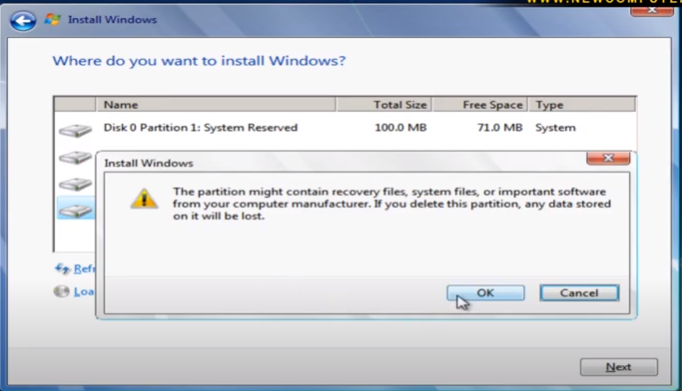 WWW.NEWCOMPUTE
Install Windows
Where do you want to install Windows?
Name Total Size Free Space Type
Disk 0 Partition 1: System Reserved 100.0 MB 71.0 MB System
Install Windows
The partition might contain recovery files, system files, or important software
from your computer manufacturer. If you delete this partition, any data stored
on it will be lost.
Refr
Loa
OK Cancel
Next